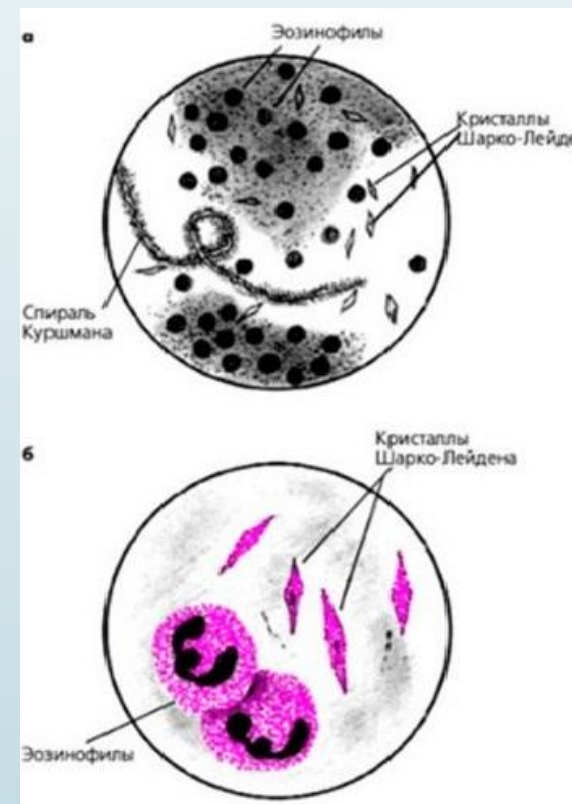 а
Эозинофилы
Кристаллы
Шарко-Лейде
Спираль
Куршмана
б
Кристаллы
Шарко-Лейдена
Эозинофилы